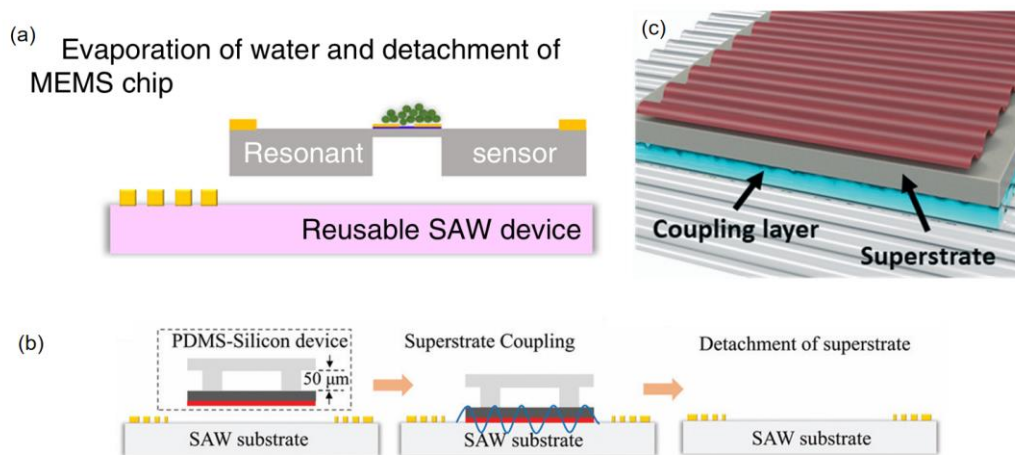 (a)
Evaporation of water and detachment of
MEMS chip
Resonant sensor
Reusable SAW device
(c)
Coupling layer
Superstrate
(b)
PDMS-Silicon device
50 μm
SAW substrate
Superstrate Coupling
SAW substrate
Detachment of superstrate
SAW substrate